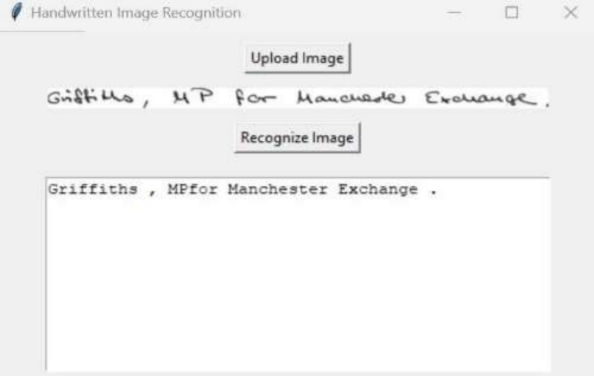 Handwritten Image Recognition
Upload Image
Griffiths, MP for Manchester Exchange.
Recognize Image
Griffiths , MPfor Manchester Exchange .